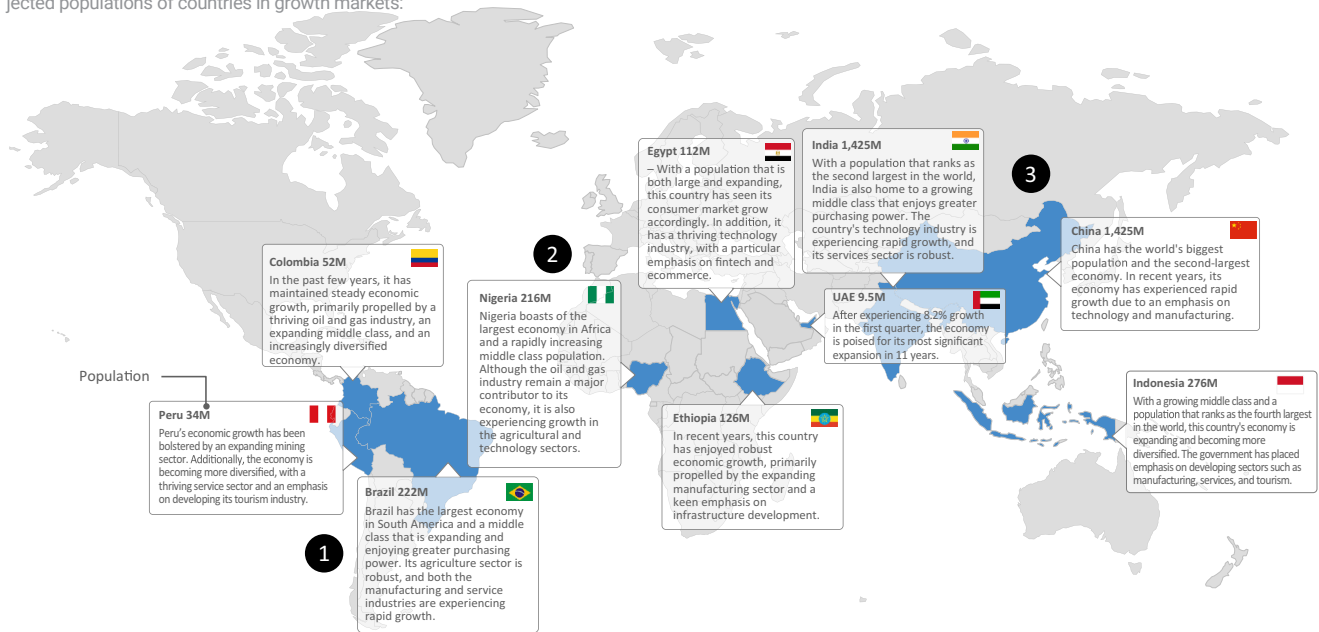 jected populations of countries in growth markets:
Colombia 52M
In the past few years, it has
maintained steady economic
growth, primarily propelled by a
thriving oil and gas industry, an
expanding middle class, and an
increasingly diversified
economy.
Population
Peru 34M
Peru's economic growth has been
bolstered by an expanding mining
sector. Additionally, the economy is
becoming more diversified, with a
thriving service sector and an emphasis
on developing its tourism industry.
1
Brazil 222M
Brazil has the largest economy
in South America and a middle
class that is expanding and
enjoying greater purchasing
power. Its agriculture sector is
robust, and both the
manufacturing and service
industries are experiencing
rapid growth.
2
Nigeria 216M
Nigeria boasts of the
largest economy in Africa
and a rapidly increasing
middle class population.
Although the oil and gas
industry remain a major
contributor to its
economy, it is also
experiencing growth in
the agricultural and
technology sectors.
Egypt 112M
– With a population that is
both large and expanding,
this country has seen its
consumer market grow
accordingly. In addition, it
has a thriving technology
industry, with a particular
emphasis on fintech and
ecommerce.
Ethiopia 126M
In recent years, this country
has enjoyed robust
economic growth, primarily
propelled by the expanding
manufacturing sector and a
keen emphasis on
infrastructure development.
India 1,425M
With a population that ranks as
the second largest in the world,
India is also home to a growing
middle class that enjoys greater
purchasing power. The
country's technology industry is
experiencing rapid growth, and
its services sector is robust.
UAE 9.5M
After experiencing 8.2% growth
in the first quarter, the economy
is poised for its most significant
expansion in 11 years.
3
China 1,425M
China has the world's biggest
population and the second-largest
economy. In recent years, its
economy has experienced rapid
growth due to an emphasis on
technology and manufacturing.
Indonesia 276M
With a growing middle class and a
population that ranks as the fourth largest
in the world, this country's economy is
expanding and becoming more
diversified. The government has placed
emphasis on developing sectors such as
manufacturing, services, and tourism.